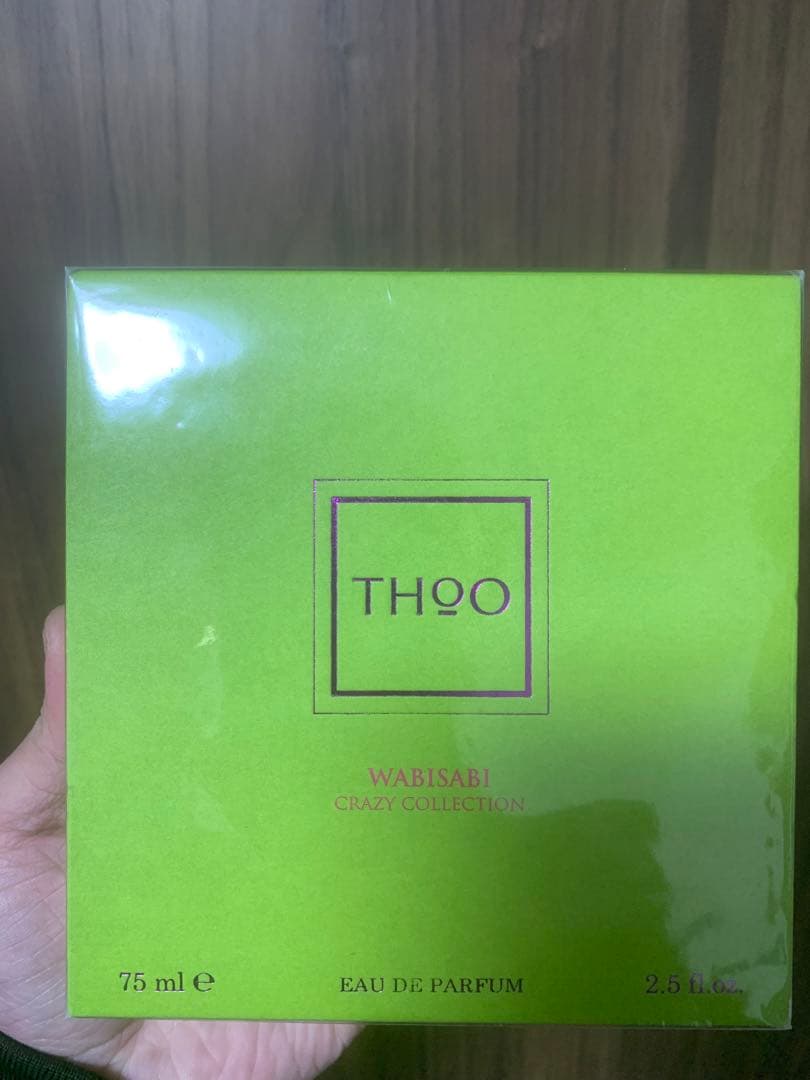 THoO
WABISABI
CRAZY COLLECTION
75 ml ℮
EAU DE PARFUM
2.5 fl.oz.